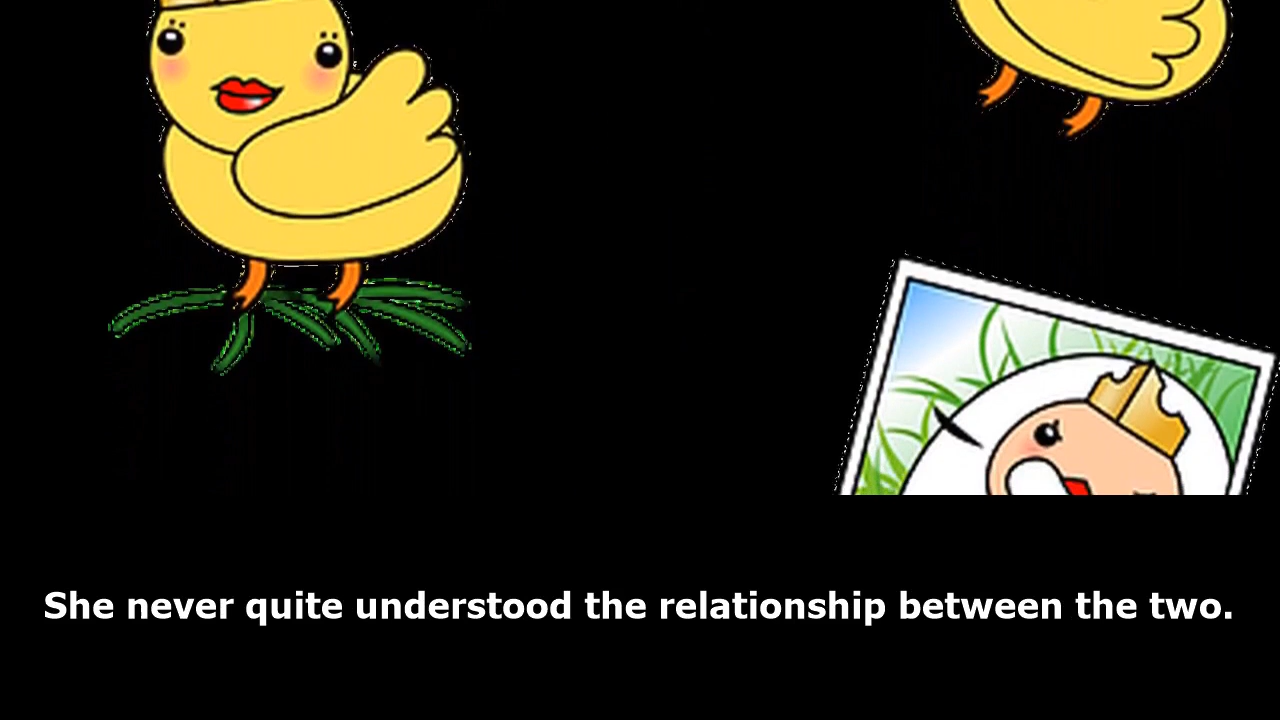 She never quite understood the relationship between the two.